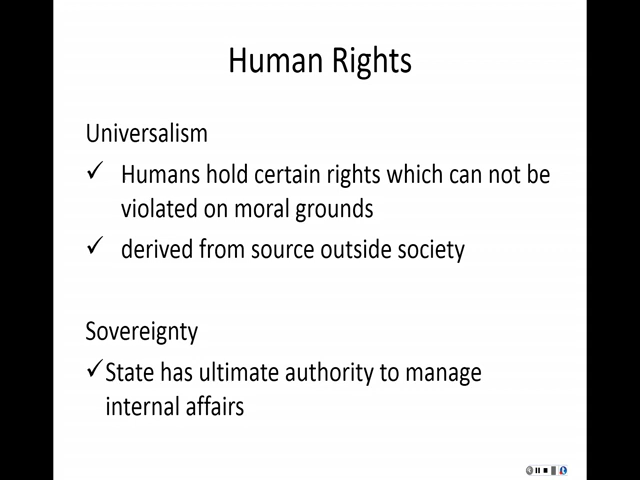 Human Rights
Universalism
✓ Humans hold certain rights which can not be
violated on moral grounds
✓ derived from source outside society
Sovereignty
✓State has ultimate authority to manage
internal affairs